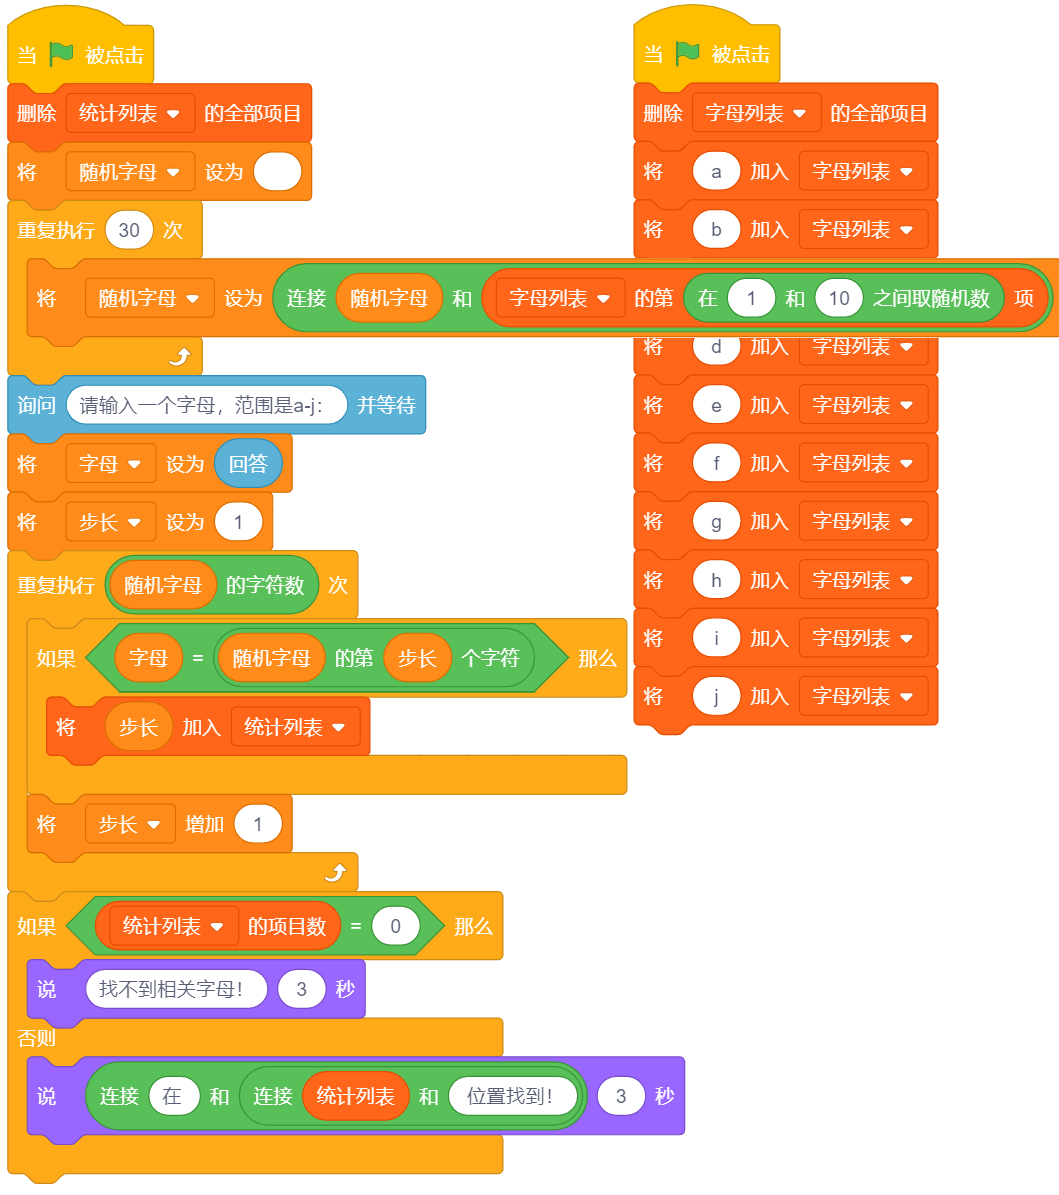 当 被点击
删除 统计列表 的全部项目
将 随机字母 设为
重复执行 30 次
将 随机字母 设为 连接 随机字母 和 字母列表 的第 在 1 和 10 之间取随机数 项
询问 请输入一个字母，范围是a-j： 并等待
将 字母 设为 回答
将 步长 设为 1
重复执行 随机字母 的字符数 次
如果 字母 = 随机字母 的第 步长 个字符 那么
将 步长 加入 统计列表
将 步长 增加 1
如果 统计列表 的项目数 = 0 那么
说 找不到相关字母！ 3 秒
否则
说 连接 在 和 连接 统计列表 和 位置找到！ 3 秒
当 被点击
删除 字母列表 的全部项目
将 a 加入 字母列表
将 b 加入 字母列表
将 d 加入 字母列表
将 e 加入 字母列表
将 f 加入 字母列表
将 g 加入 字母列表
将 h 加入 字母列表
将 i 加入 字母列表
将 j 加入 字母列表